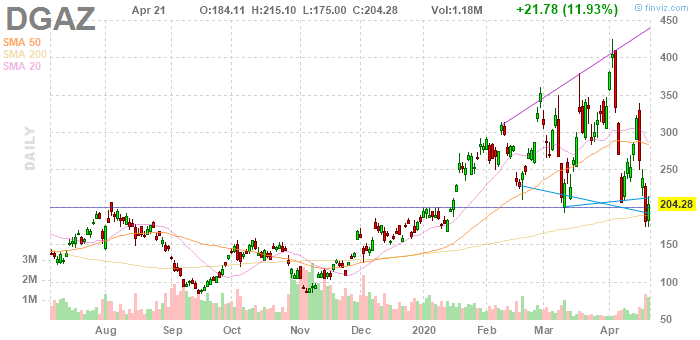 DGAZ
Apr 21 O:184.11 H:215.10 L:175.00 C:204.28 Vol:1.18M +21.78 (11.93%)
© finviz.com
SMA 50
SMA 200
SMA 20
DAILY
450
400
350
300
250
204.28
150
100
50
3M
2M
1M
Aug Sep Oct Nov Dec 2020 Feb Mar Apr